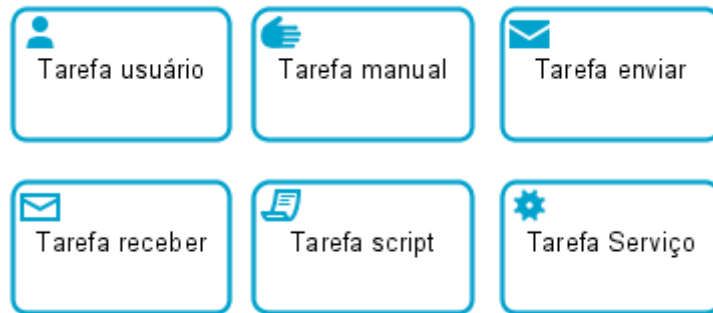 Tarefa usuário
Tarefa manual
Tarefa enviar
Tarefa receber
Tarefa script
Tarefa Serviço